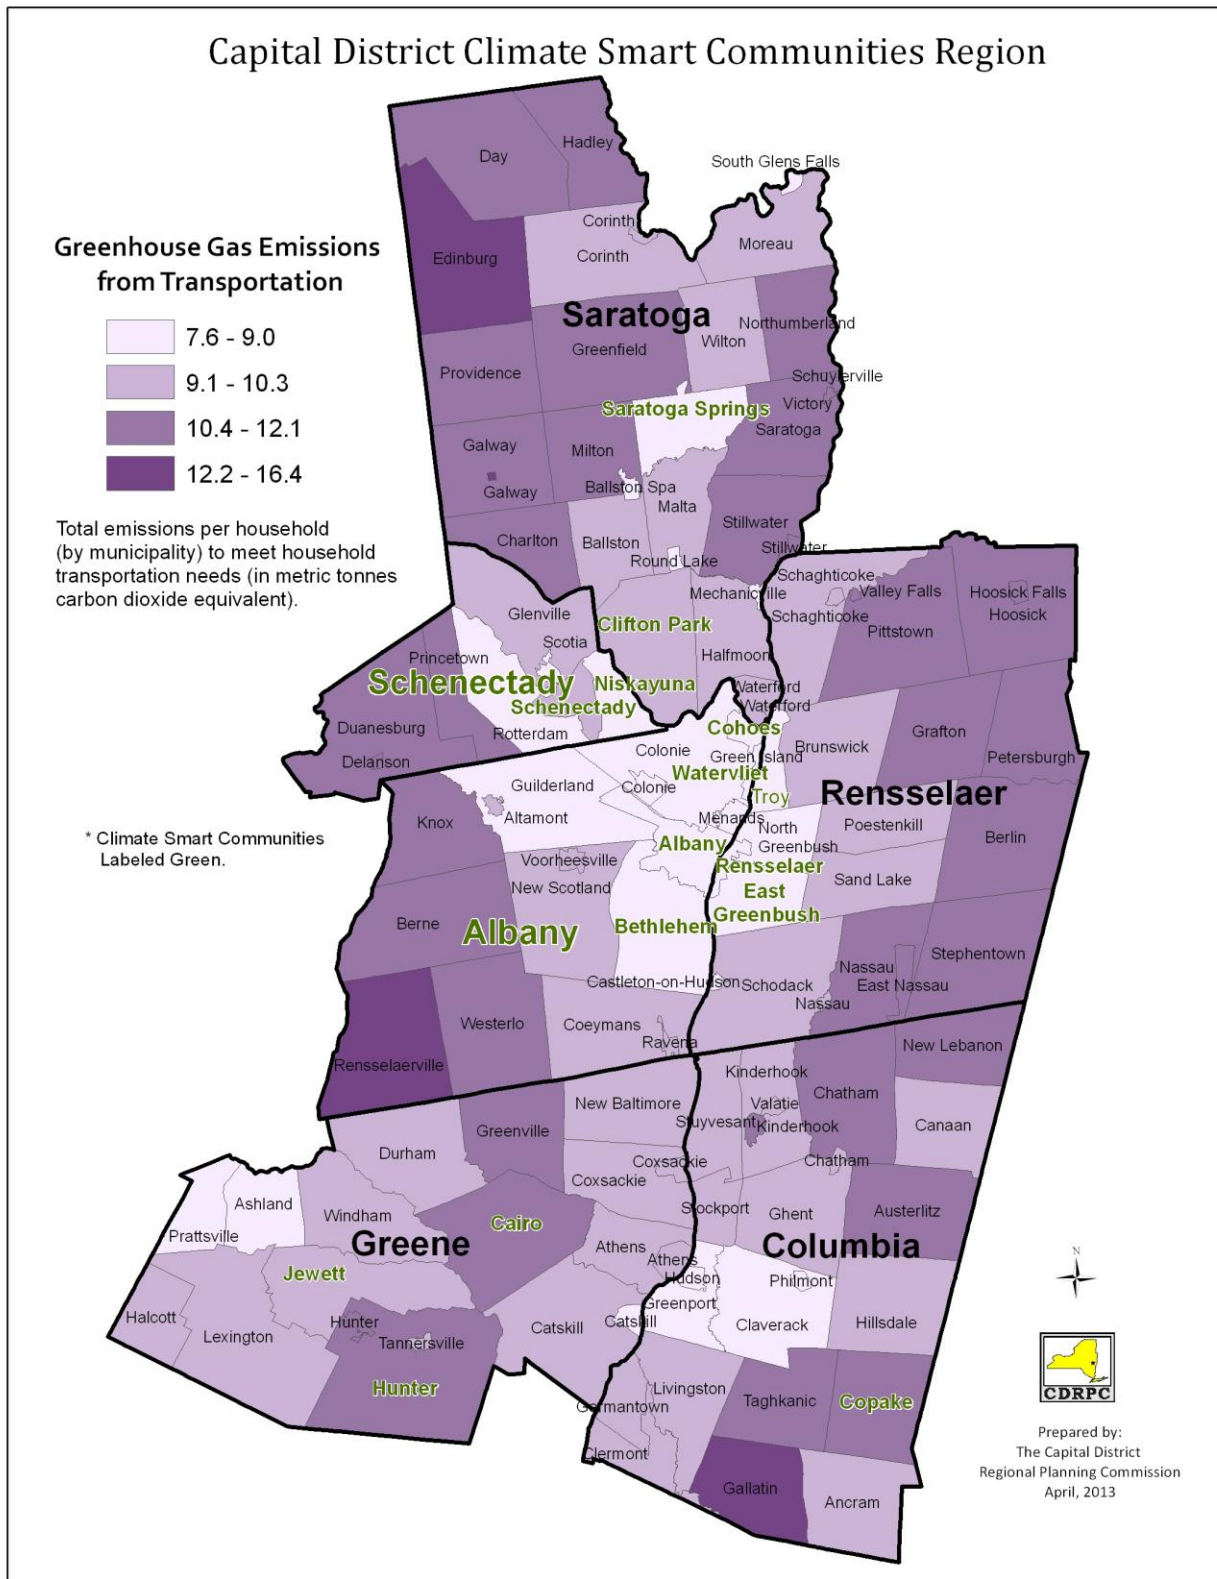 Capital District Climate Smart Communities Region
Greenhouse Gas Emissions
from Transportation
7.6 - 9.0
9.1 - 10.3
10.4 - 12.1
12.2 - 16.4
Total emissions per household
(by municipality) to meet household
transportation needs (in metric tonnes
carbon dioxide equivalent).
* Climate Smart Communities
Labeled Green.
Day
Hadley
South Glens Falls
Corinth
Corinth
Moreau
Edinburg
Saratoga
Northumberland
Wilton
Greenfield
Providence
Schuylerville
Victory
Saratoga Springs
Saratoga
Galway
Milton
Galway
Ballston Spa
Malta
Stillwater
Charlton
Ballston
Stillwater
Round Lake
Schaghticoke
Mechanicville
Valley Falls
Hoosick Falls
Hoosick
Glenville
Clifton Park
Schaghticoke
Pittstown
Scotia
Halfmoon
Princetown
Schenectady
Niskayuna
Waterford
Waterford
Schenectady
Duanesburg
Rotterdam
Cohoes
Grafton
Colonie
Brunswick
Delanson
Green Island
Petersburgh
Watervliet
Guilderland
Colonie
Troy
Rensselaer
Altamont
Menands
Knox
North
Greenbush
Poestenkill
Berlin
Albany
Voorheesville
Rensselaer
New Scotland
Sand Lake
East
Greenbush
Berne
Albany
Bethlehem
Stephentown
Nassau
Castleton-on-Hudson
Schodack
East Nassau
Nassau
Westerlo
Coeymans
Ravena
Rensselaerville
New Lebanon
Kinderhook
Chatham
New Baltimore
Valatie
Stuyvesant
Kinderhook
Canaan
Greenville
Durham
Coxsackie
Chatham
Coxsackie
Ashland
Stockport
Ghent
Austerlitz
Windham
Cairo
Prattsville
Greene
Athens
Columbia
Athens
Jewett
Hudson
Philmont
Greenport
Halcott
Hunter
Catskill
Catskill
Claverack
Hillsdale
Lexington
Tannersville
Hunter
Livingston
Taghkanic
Copake
Germantown
Clermont
Gallatin
Ancram
N
CDRPC
Prepared by:
The Capital District
Regional Planning Commission
April, 2013